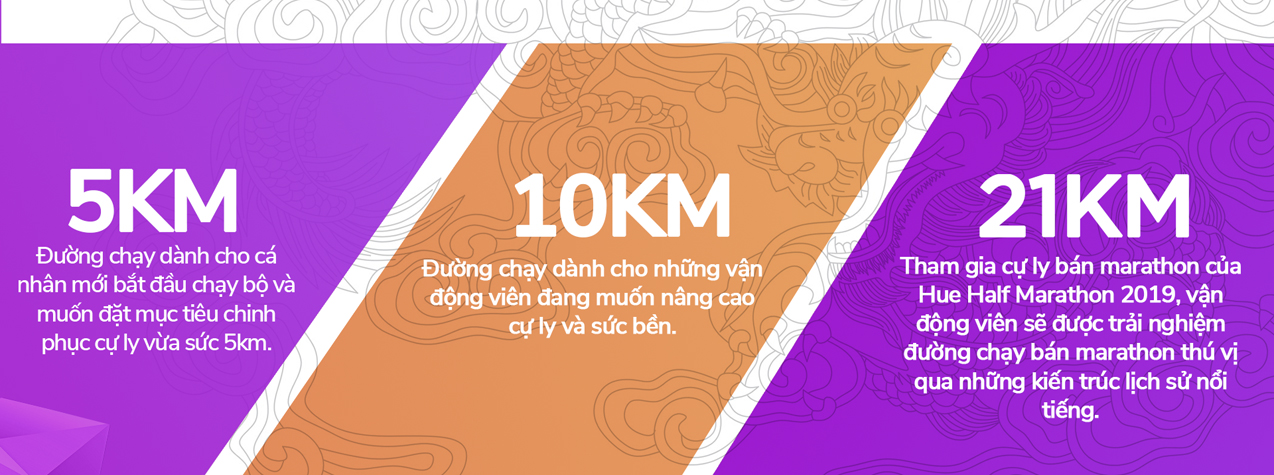 5KM
Đường chạy dành cho cá
nhân mới bắt đầu chạy bộ và
muốn đặt mục tiêu chinh
phục cự ly vừa sức 5km.
10KM
Đường chạy dành cho những vận
động viên đang muốn nâng cao
cự ly và sức bền.
21KM
Tham gia cự ly bán marathon của
Hue Half Marathon 2019, vận
động viên sẽ được trải nghiệm
đường chạy bán marathon thú vị
qua những kiến trúc lịch sử nổi
tiếng.